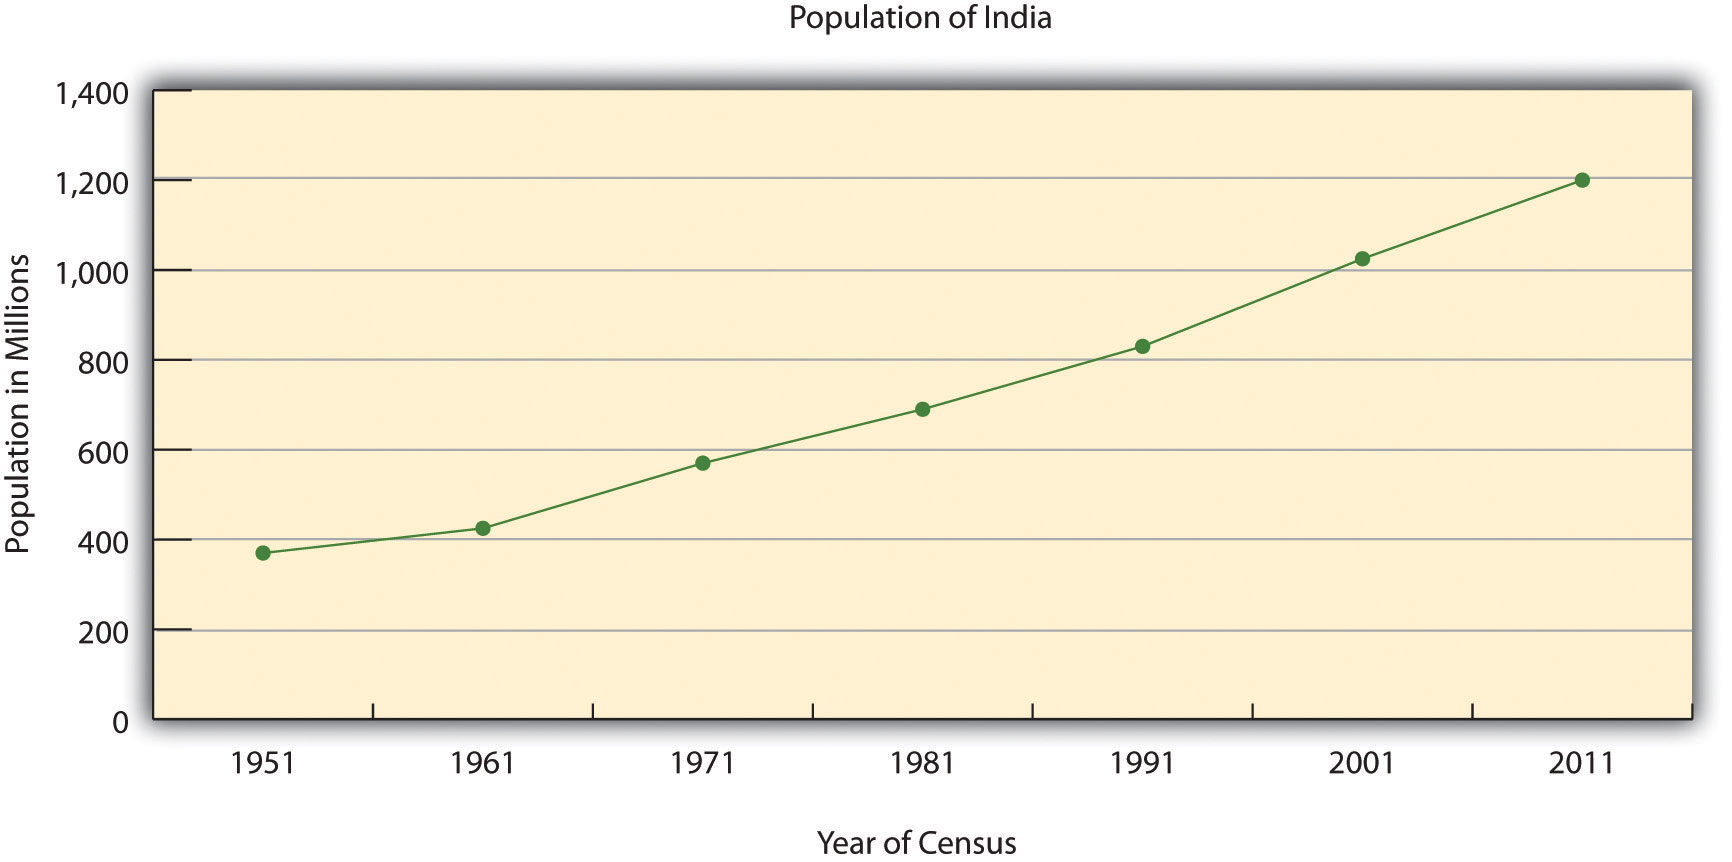 Population of India
1,400
1,200
1,000
800
600
400
200
0
Population in Millions
1951 1961 1971 1981 1991 2001 2011
Year of Census